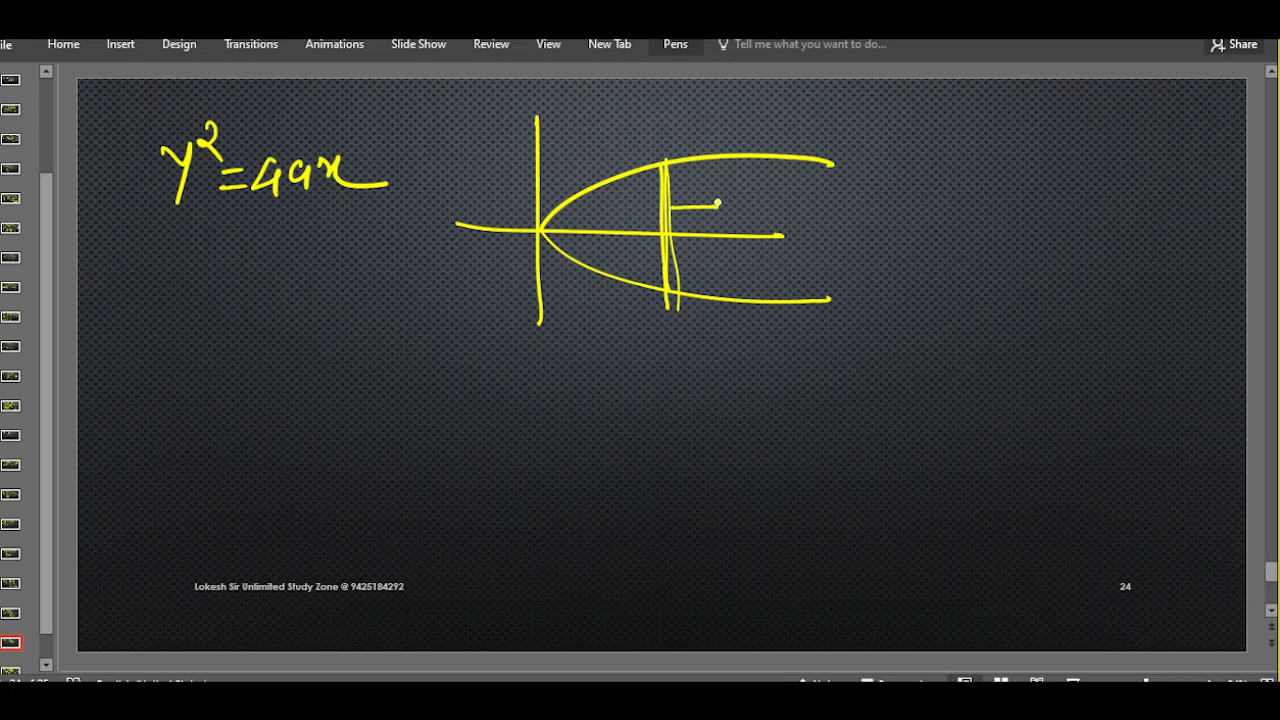 File Home Insert Design Transitions Animations Slide Show Review View New Tab Pens Tell me what you want to do... Share
y² = 4ax
Lokesh Sir Unlimited Study Zone @ 9425184292
24